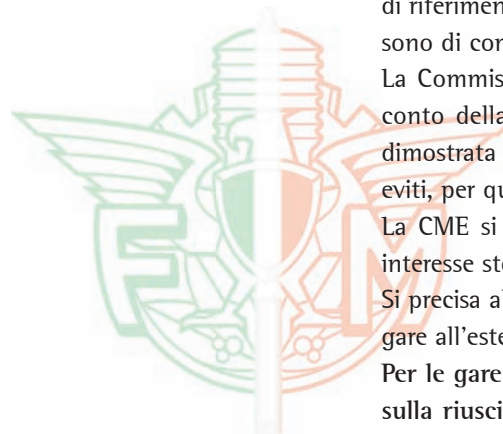 di riferimen
sono di con
La Commis
conto della
dimostrata
eviti, per qu
La CME si
interesse sto
Si precisa a
gare all'este
Per le gare
sulla riusci
F M